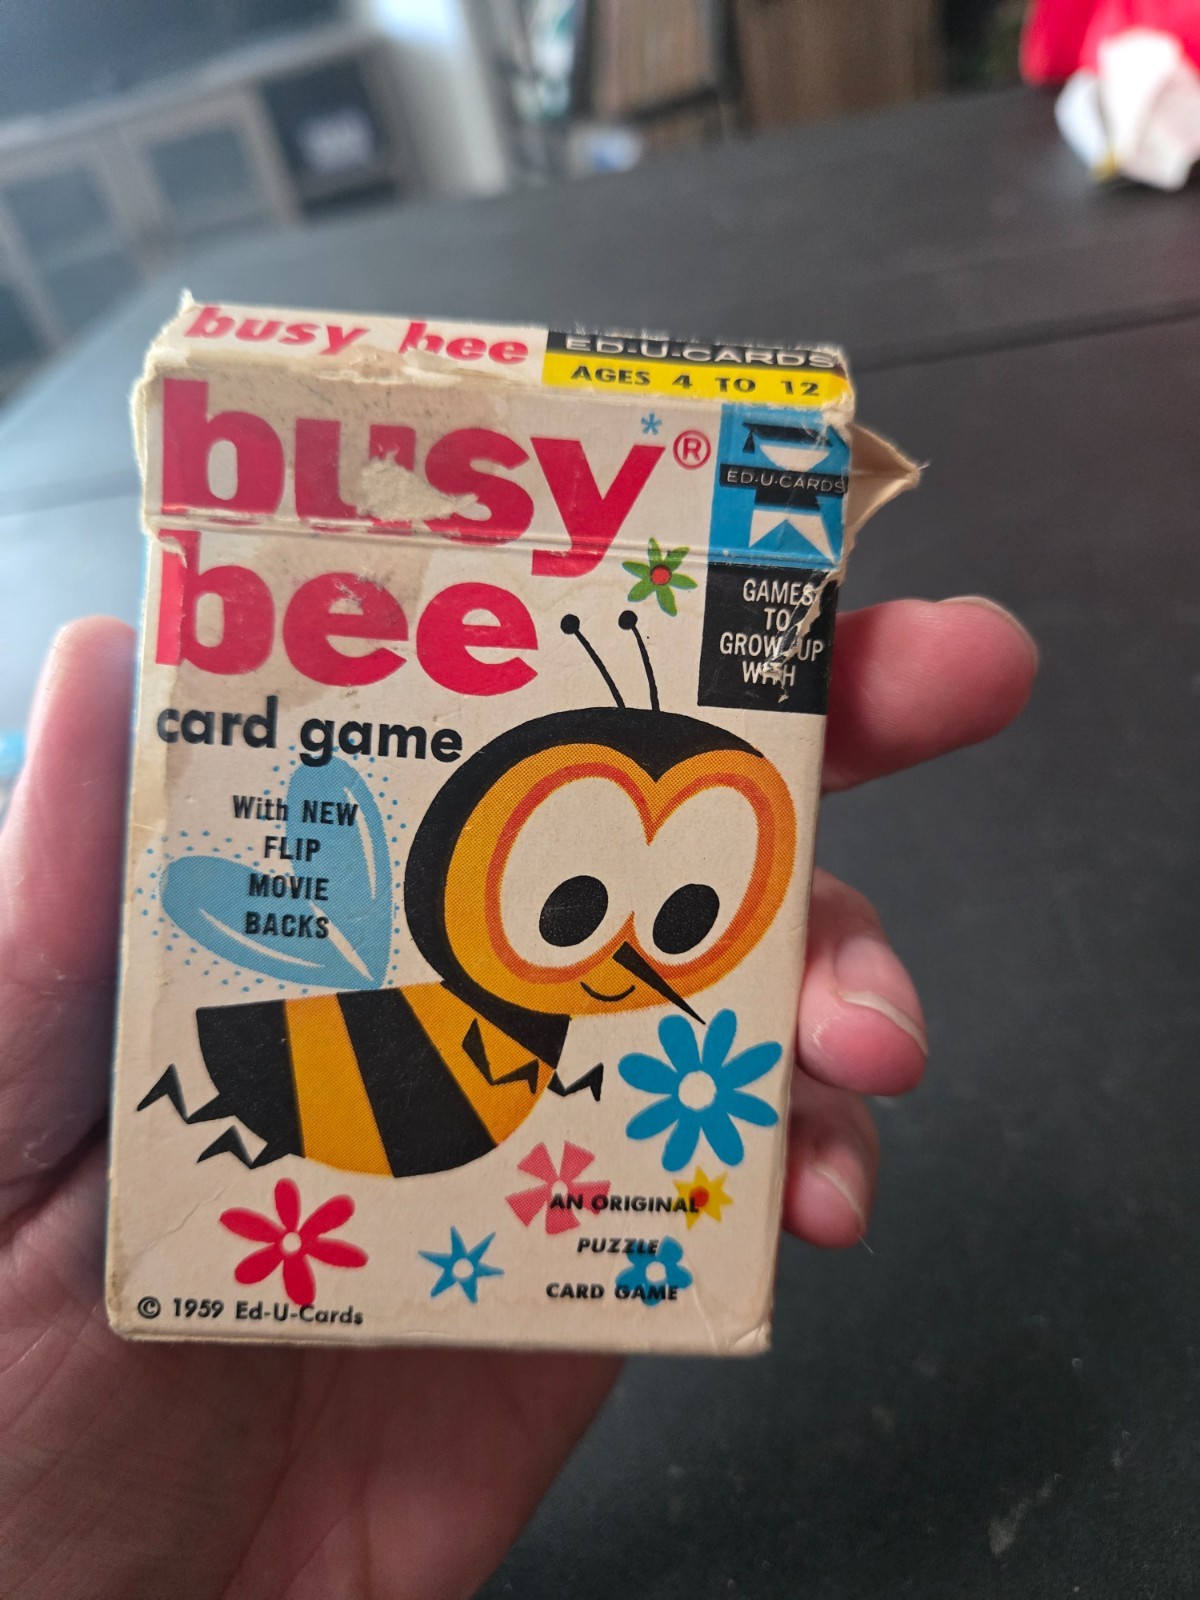 busy bee
ED-U-CARDS
AGES 4 TO 12
busy®
bee
card game
ED-U-CARDS
GAMES
TO
GROW UP
WITH
With NEW
FLIP
MOVIE
BACKS
AN ORIGINAL
PUZZLE
CARD GAME
© 1959 Ed-U-Cards